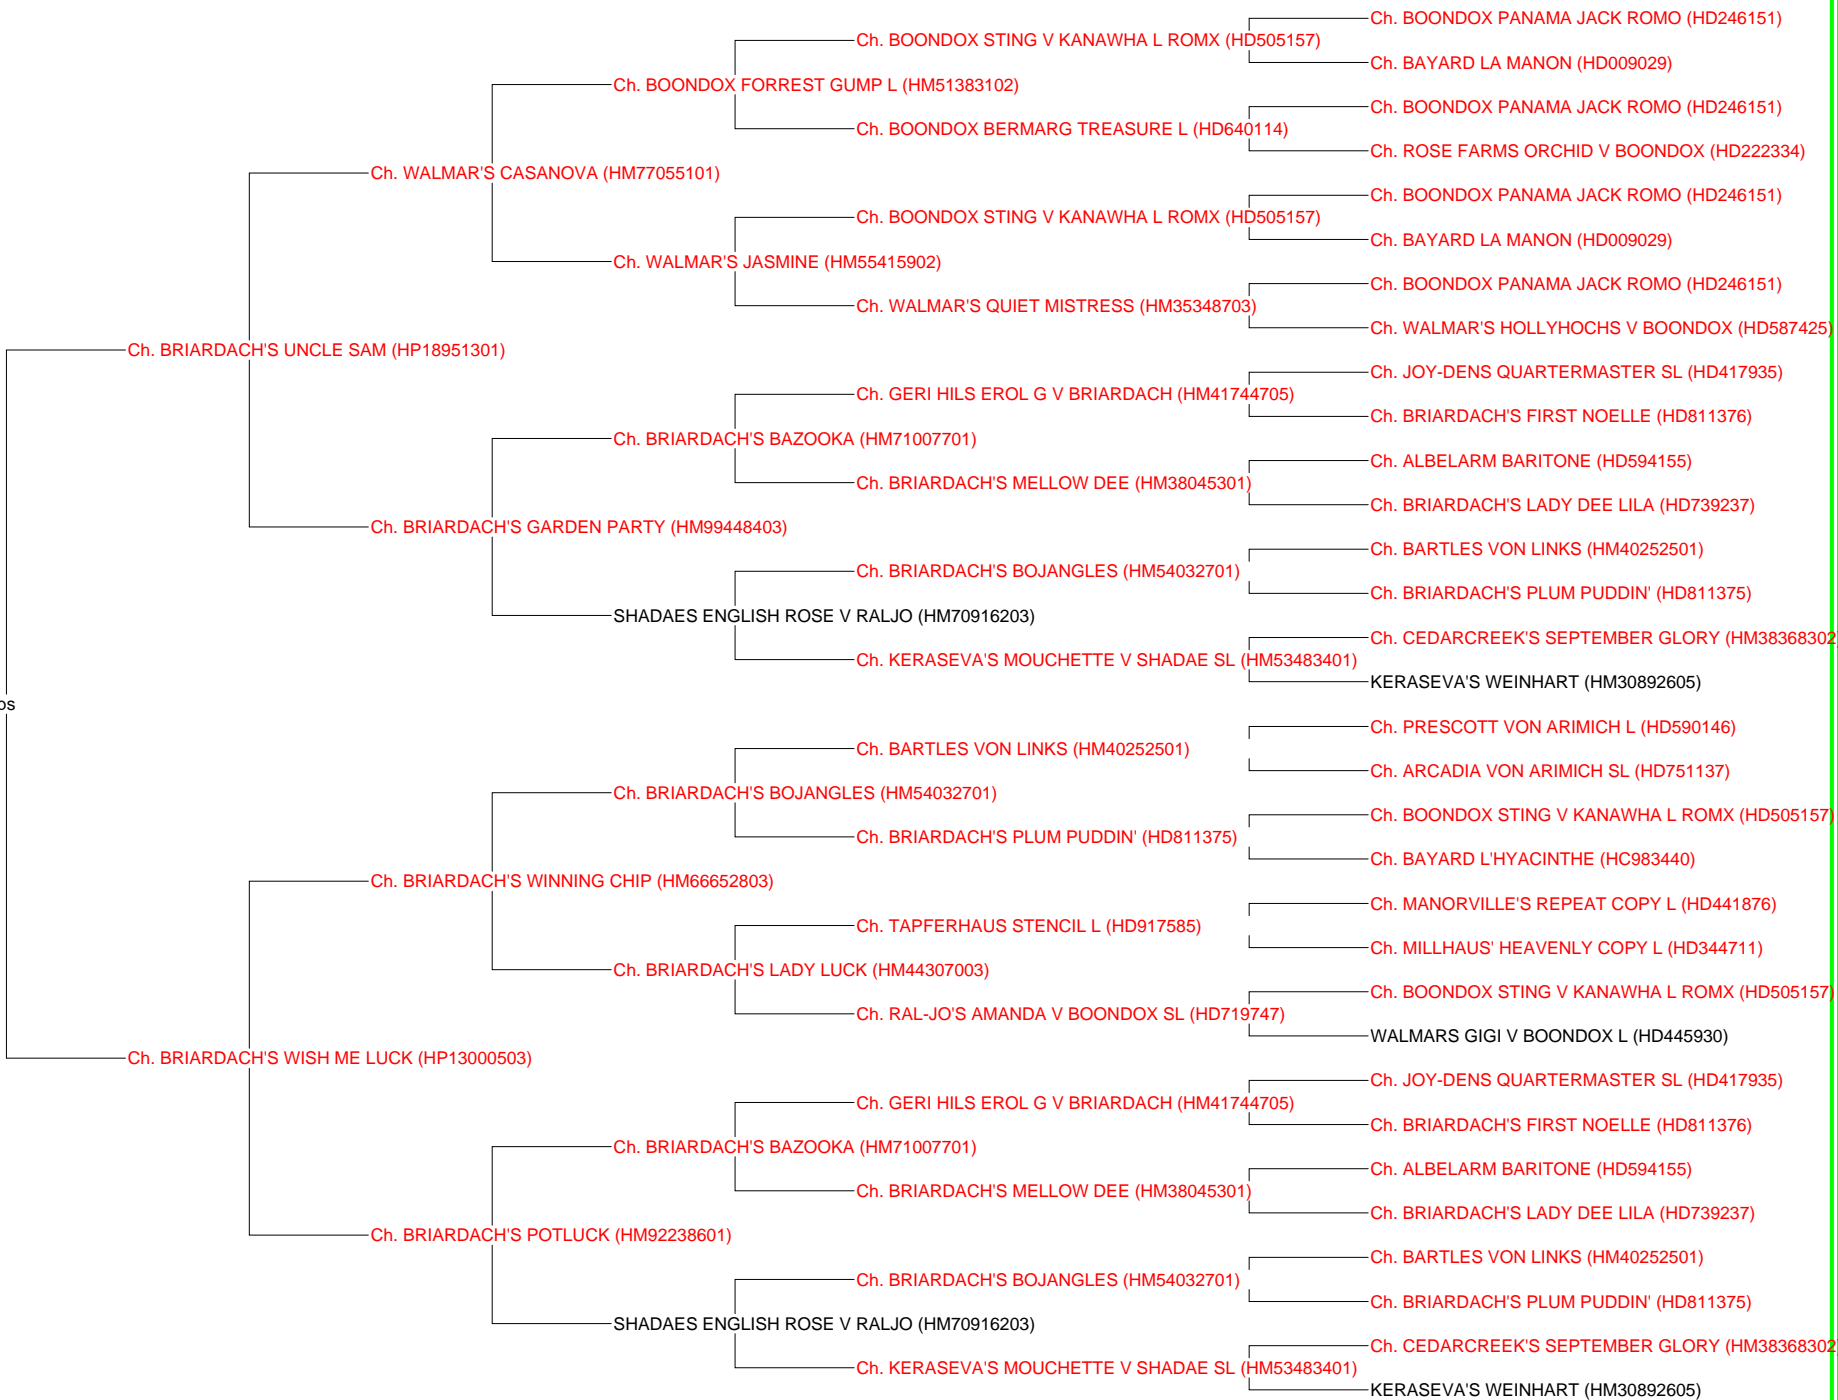 Ch. BOONDOX PANAMA JACK ROMO (HD246151)
Ch. BOONDOX STING V KANAWHA L ROMX (HD505157)
Ch. BAYARD LA MANON (HD009029)
Ch. BOONDOX FORREST GUMP L (HM51383102)
Ch. BOONDOX PANAMA JACK ROMO (HD246151)
Ch. BOONDOX BERMARG TREASURE L (HD640114)
Ch. ROSE FARMS ORCHID V BOONDOX (HD222334)
Ch. WALMAR'S CASANOVA (HM77055101)
Ch. BOONDOX PANAMA JACK ROMO (HD246151)
Ch. BOONDOX STING V KANAWHA L ROMX (HD505157)
Ch. BAYARD LA MANON (HD009029)
Ch. WALMAR'S JASMINE (HM55415902)
Ch. BOONDOX PANAMA JACK ROMO (HD246151)
Ch. WALMAR'S QUIET MISTRESS (HM35348703)
Ch. WALMAR'S HOLLYHOCHS V BOONDOX (HD587425)
Ch. BRIARDACH'S UNCLE SAM (HP18951301)
Ch. JOY-DENS QUARTERMASTER SL (HD417935)
Ch. GERI HILS EROL G V BRIARDACH (HM41744705)
Ch. BRIARDACH'S FIRST NOELLE (HD811376)
Ch. BRIARDACH'S BAZOOKA (HM71007701)
Ch. ALBELARM BARITONE (HD594155)
Ch. BRIARDACH'S MELLOW DEE (HM38045301)
Ch. BRIARDACH'S LADY DEE LILA (HD739237)
Ch. BRIARDACH'S GARDEN PARTY (HM99448403)
Ch. BARTLES VON LINKS (HM40252501)
Ch. BRIARDACH'S BOJANGLES (HM54032701)
Ch. BRIARDACH'S PLUM PUDDIN' (HD811375)
SHADAES ENGLISH ROSE V RALJO (HM70916203)
Ch. CEDARCREEK'S SEPTEMBER GLORY (HM38368302
Ch. KERASEVA'S MOUCHETTE V SHADAE SL (HM53483401)
KERASEVA'S WEINHART (HM30892605)
os
Ch. PRESCOTT VON ARIMICH L (HD590146)
Ch. BARTLES VON LINKS (HM40252501)
Ch. ARCADIA VON ARIMICH SL (HD751137)
Ch. BRIARDACH'S BOJANGLES (HM54032701)
Ch. BOONDOX STING V KANAWHA L ROMX (HD505157)
Ch. BRIARDACH'S PLUM PUDDIN' (HD811375)
Ch. BAYARD L'HYACINTHE (HC983440)
Ch. BRIARDACH'S WINNING CHIP (HM66652803)
Ch. MANORVILLE'S REPEAT COPY L (HD441876)
Ch. TAPFERHAUS STENCIL L (HD917585)
Ch. MILLHAUS' HEAVENLY COPY L (HD344711)
Ch. BRIARDACH'S LADY LUCK (HM44307003)
Ch. BOONDOX STING V KANAWHA L ROMX (HD505157)
Ch. RAL-JO'S AMANDA V BOONDOX SL (HD719747)
WALMARS GIGI V BOONDOX L (HD445930)
Ch. BRIARDACH'S WISH ME LUCK (HP13000503)
Ch. JOY-DENS QUARTERMASTER SL (HD417935)
Ch. GERI HILS EROL G V BRIARDACH (HM41744705)
Ch. BRIARDACH'S FIRST NOELLE (HD811376)
Ch. BRIARDACH'S BAZOOKA (HM71007701)
Ch. ALBELARM BARITONE (HD594155)
Ch. BRIARDACH'S MELLOW DEE (HM38045301)
Ch. BRIARDACH'S LADY DEE LILA (HD739237)
Ch. BRIARDACH'S POTLUCK (HM92238601)
Ch. BARTLES VON LINKS (HM40252501)
Ch. BRIARDACH'S BOJANGLES (HM54032701)
Ch. BRIARDACH'S PLUM PUDDIN' (HD811375)
SHADAES ENGLISH ROSE V RALJO (HM70916203)
Ch. CEDARCREEK'S SEPTEMBER GLORY (HM38368302
Ch. KERASEVA'S MOUCHETTE V SHADAE SL (HM53483401)
KERASEVA'S WEINHART (HM30892605)